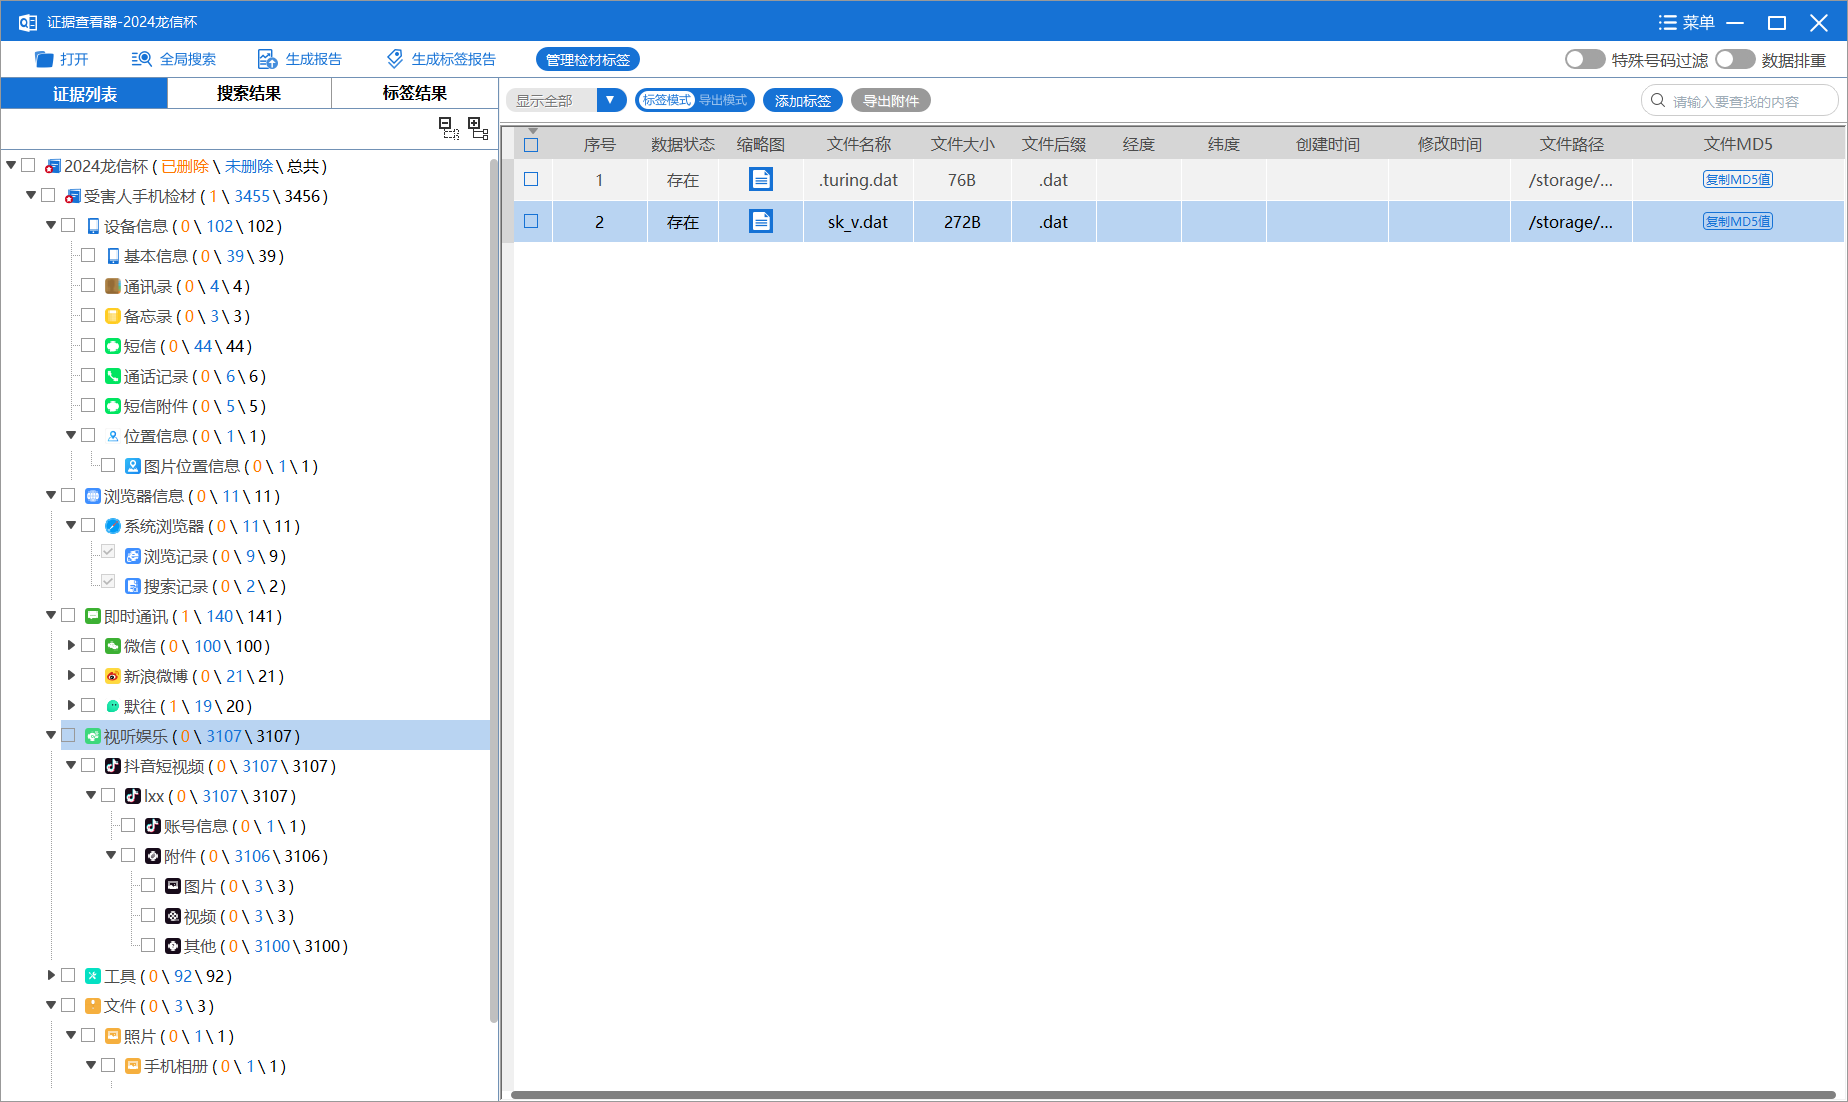 证据查看器-2024龙信杯
菜单
打开 全局搜索 生成报告 生成标签报告 管理检材标签 特殊号码过滤 数据排重
证据列表 搜索结果 标签结果
显示全部 标签模式 导出模式 添加标签 导出附件 请输入要查找的内容
序号 数据状态 缩略图 文件名称 文件大小 文件后缀 经度 纬度 创建时间 修改时间 文件路径 文件MD5
1 存在 .turing.dat 76B .dat /storage/... 复制MD5值
2 存在 sk_v.dat 272B .dat /storage/... 复制MD5值
2024龙信杯 ( 已删除 \ 未删除 \ 总共 )
受害人手机检材 ( 1 \ 3455 \ 3456 )
设备信息 ( 0 \ 102 \ 102 )
基本信息 ( 0 \ 39 \ 39 )
通讯录 ( 0 \ 4 \ 4 )
备忘录 ( 0 \ 3 \ 3 )
短信 ( 0 \ 44 \ 44 )
通话记录 ( 0 \ 6 \ 6 )
短信附件 ( 0 \ 5 \ 5 )
位置信息 ( 0 \ 1 \ 1 )
图片位置信息 ( 0 \ 1 \ 1 )
浏览器信息 ( 0 \ 11 \ 11 )
系统浏览器 ( 0 \ 11 \ 11 )
浏览记录 ( 0 \ 9 \ 9 )
搜索记录 ( 0 \ 2 \ 2 )
即时通讯 ( 1 \ 140 \ 141 )
微信 ( 0 \ 100 \ 100 )
新浪微博 ( 0 \ 21 \ 21 )
默往 ( 1 \ 19 \ 20 )
视听娱乐 ( 0 \ 3107 \ 3107 )
抖音短视频 ( 0 \ 3107 \ 3107 )
lxx ( 0 \ 3107 \ 3107 )
账号信息 ( 0 \ 1 \ 1 )
附件 ( 0 \ 3106 \ 3106 )
图片 ( 0 \ 3 \ 3 )
视频 ( 0 \ 3 \ 3 )
其他 ( 0 \ 3100 \ 3100 )
工具 ( 0 \ 92 \ 92 )
文件 ( 0 \ 3 \ 3 )
照片 ( 0 \ 1 \ 1 )
手机相册 ( 0 \ 1 \ 1 )